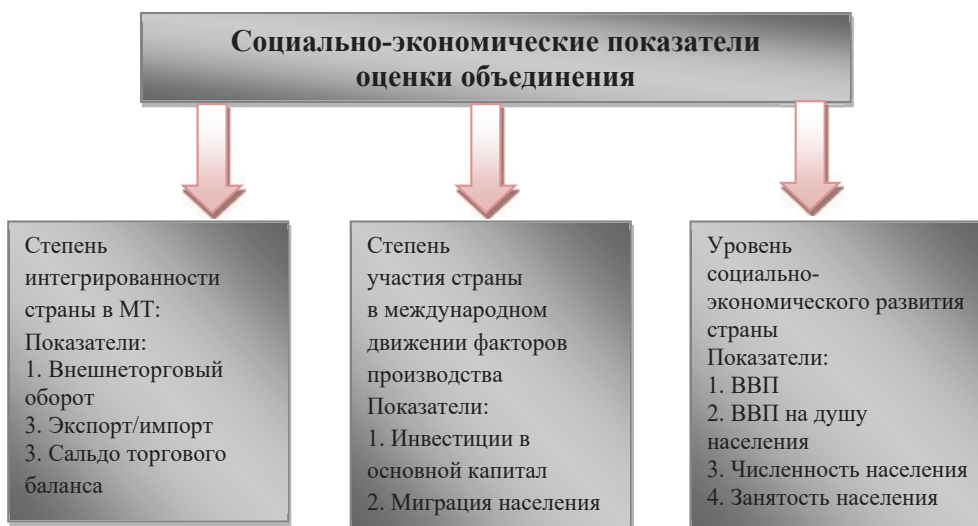 Социально-экономические показатели
оценки объединения
Степень
интегрированности
страны в МТ:
Показатели:
1. Внешнеторговый
оборот
3. Экспорт/импорт
3. Сальдо торгового
баланса
Степень
участия страны
в международном
движении факторов
производства
Показатели:
1. Инвестиции в
основной капитал
2. Миграция населения
Уровень
социально-
экономического развития
страны
Показатели:
1. ВВП
2. ВВП на душу
населения
3. Численность населения
4. Занятость населения